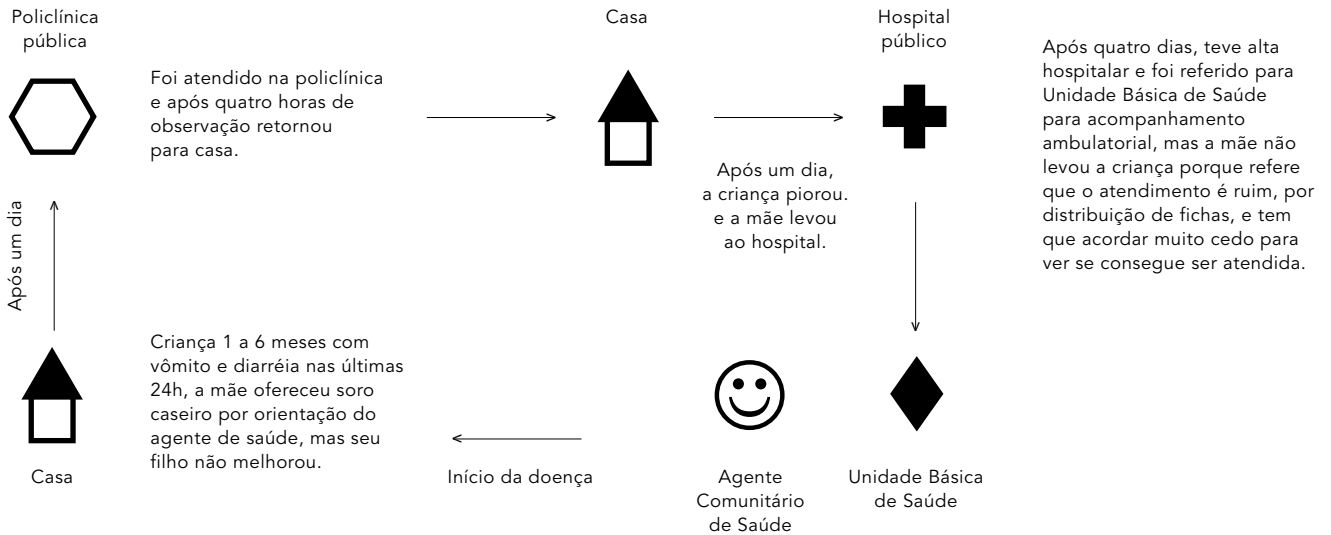 Policlínica
pública
Foi atendido na policlínica
e após quatro horas de
observação retornou
para casa.
Casa
Após um dia,
a criança piorou.
e a mãe levou
ao hospital.
Hospital
público
Após quatro dias, teve alta
hospitalar e foi referido para
Unidade Básica de Saúde
para acompanhamento
ambulatorial, mas a mãe não
levou a criança porque refere
que o atendimento é ruim, por
distribuição de fichas, e tem
que acordar muito cedo para
ver se consegue ser atendida.
Após um dia
Criança 1 a 6 meses com
vômito e diarréia nas últimas
24h, a mãe ofereceu soro
caseiro por orientação do
agente de saúde, mas seu
filho não melhorou.
Casa
Início da doença
Agente
Comunitário
de Saúde
Unidade Básica
de Saúde